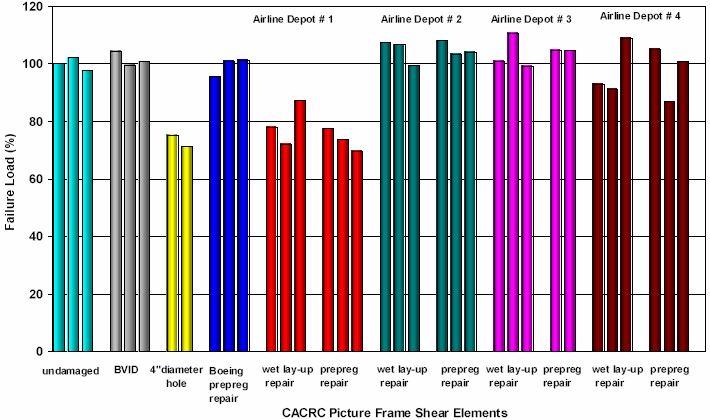 Airline Depot # 1
Airline Depot # 2
Airline Depot # 3
Airline Depot # 4
120
100
80
60
40
20
0
Failure Load (%)
undamaged
BVID
4"diameter
hole
Boeing
prepreg
repair
wet lay-up
repair
prepreg
repair
wet lay-up
repair
prepreg
repair
wet lay-up
repair
prepreg
repair
wet lay-up
repair
prepreg
repair
CACRC Picture Frame Shear Elements